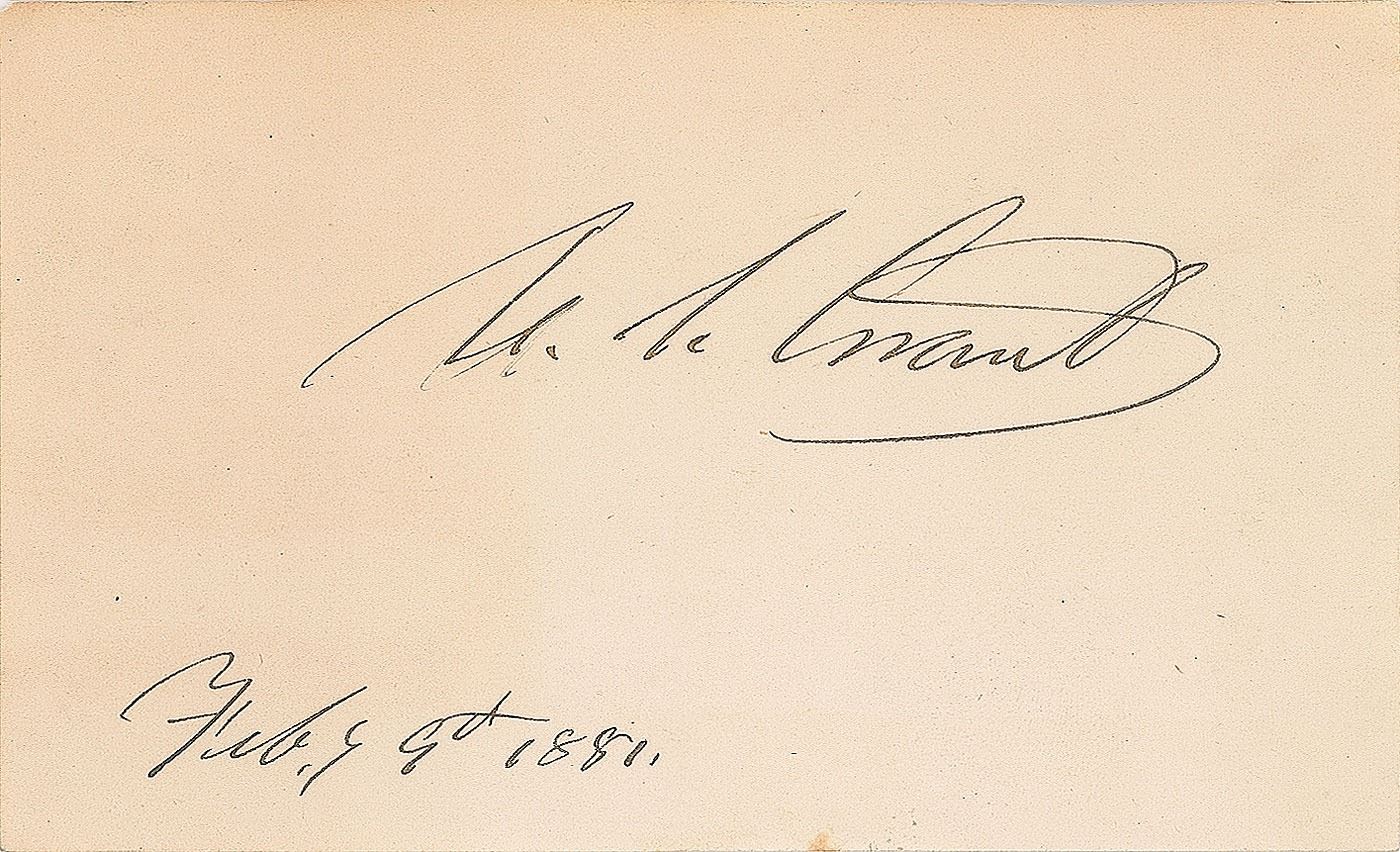 U. S. Grant
Feb.y 9th 1881.